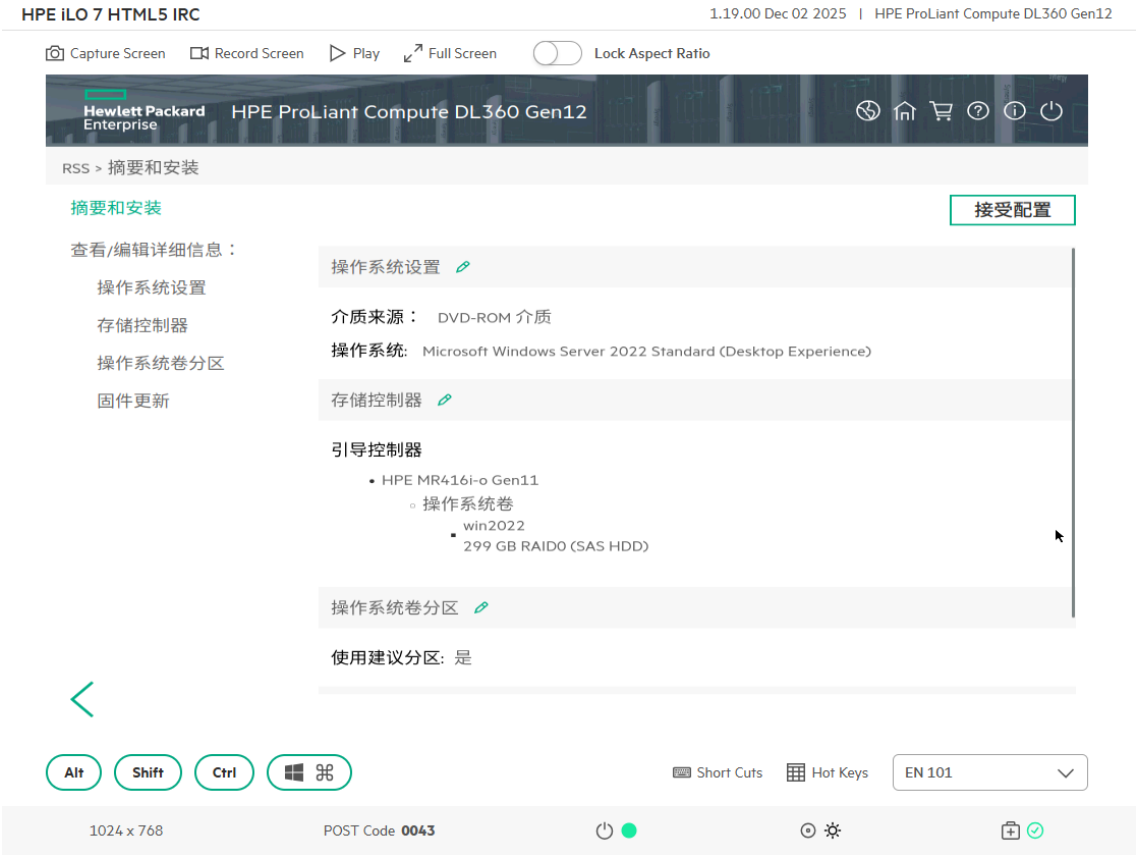 HPE iLO 7 HTML5 IRC
1.19.00 Dec 02 2025 | HPE ProLiant Compute DL360 Gen12
Capture Screen Record Screen Play Full Screen Lock Aspect Ratio
Hewlett Packard
Enterprise
HPE ProLiant Compute DL360 Gen12
RSS > 摘要和安装
摘要和安装
接受配置
查看/编辑详细信息：
操作系统设置
存储控制器
操作系统卷分区
固件更新
操作系统设置
介质来源： DVD-ROM 介质
操作系统: Microsoft Windows Server 2022 Standard (Desktop Experience)
存储控制器
引导控制器
HPE MR416i-o Gen11
操作系统卷
win2022
299 GB RAID0 (SAS HDD)
操作系统卷分区
使用建议分区: 是
Alt Shift Ctrl ⌘ Short Cuts Hot Keys EN 101
1024 x 768 POST Code 0043